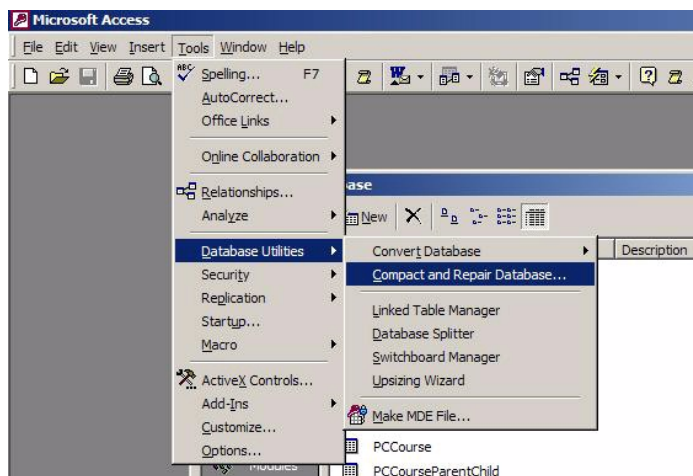 Microsoft Access
File Edit View Insert Tools Window Help
Spelling... F7
AutoCorrect...
Office Links
Online Collaboration
Relationships...
Analyze
Database Utilities
Security
Replication
Startup...
Macro
ActiveX Controls...
Add-Ins
Customize...
Options...
ase
New
Description
Convert Database
Compact and Repair Database...
Linked Table Manager
Database Splitter
Switchboard Manager
Upsizing Wizard
Make MDE File...
PCCourse
PCCourseParentChild
Modules